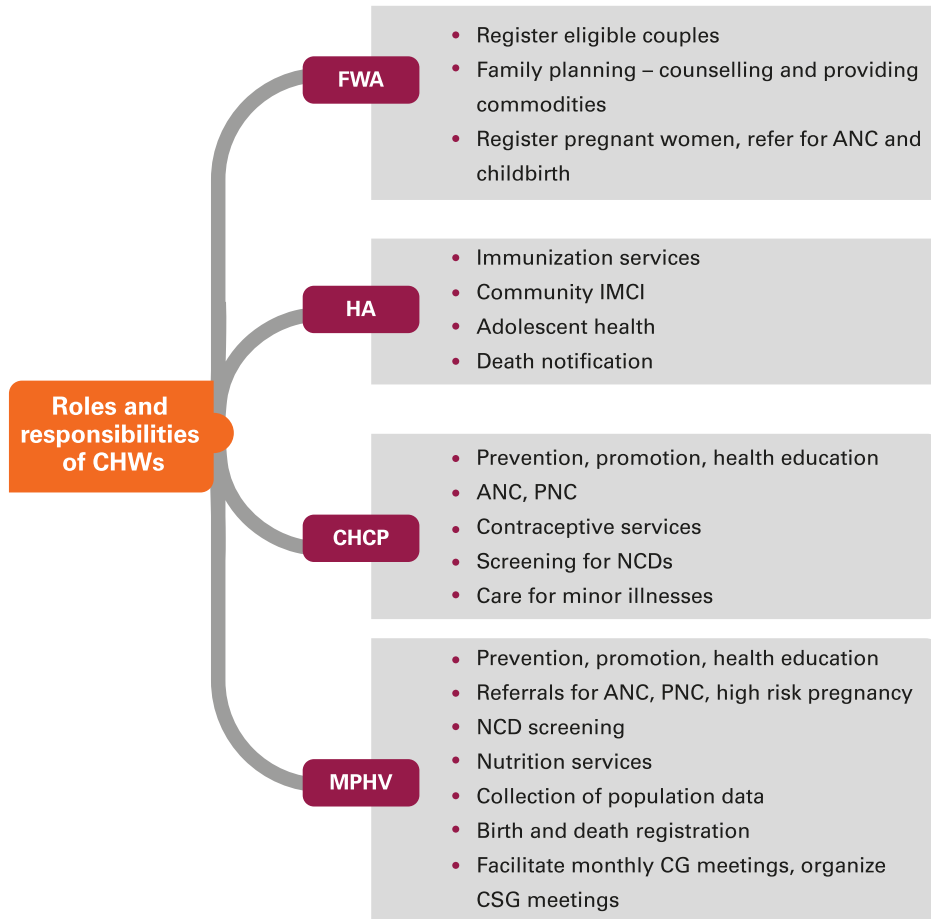 Roles and
responsibilities
of CHWs
FWA
• Register eligible couples
• Family planning – counselling and providing
commodities
• Register pregnant women, refer for ANC and
childbirth
HA
• Immunization services
• Community IMCI
• Adolescent health
• Death notification
CHCP
• Prevention, promotion, health education
• ANC, PNC
• Contraceptive services
• Screening for NCDs
• Care for minor illnesses
MPHV
• Prevention, promotion, health education
• Referrals for ANC, PNC, high risk pregnancy
• NCD screening
• Nutrition services
• Collection of population data
• Birth and death registration
• Facilitate monthly CG meetings, organize
CSG meetings